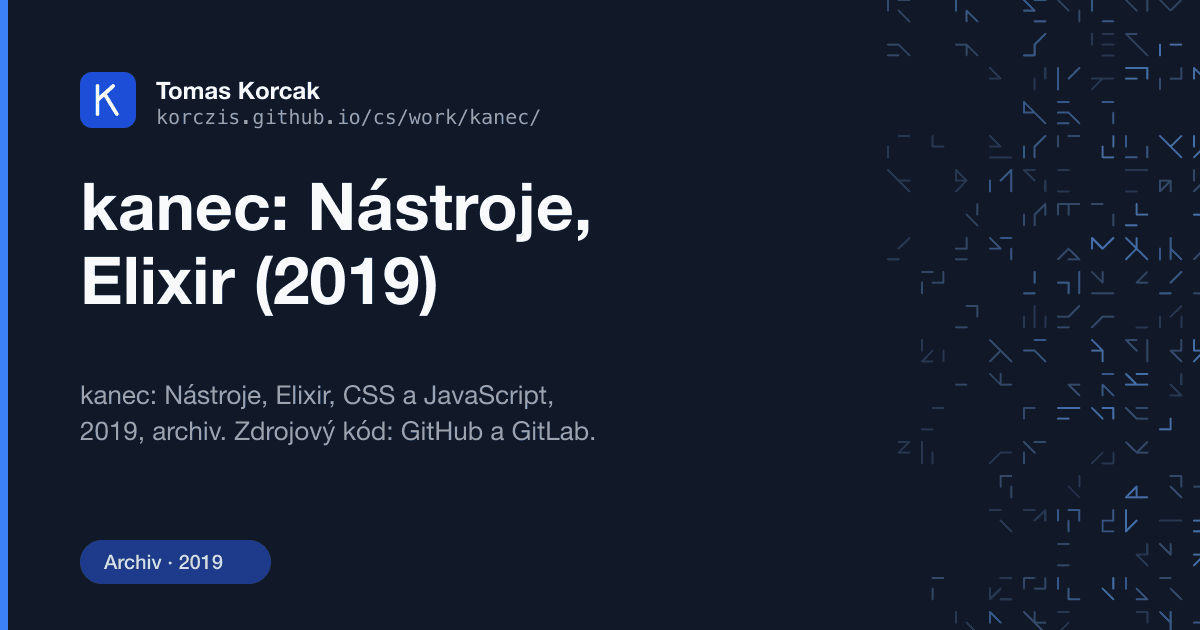 K
Tomas Korcak
korczis.github.io/cs/work/kanec/
kanec: Nástroje,
Elixir (2019)
kanec: Nástroje, Elixir, CSS a JavaScript,
2019, archiv. Zdrojový kód: GitHub a GitLab.
Archiv · 2019